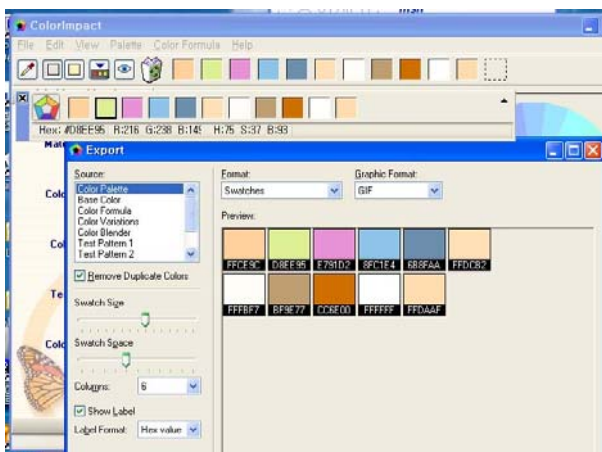 ColorImpact
File Edit View Palette Color Formula Help
Hex: #D8EE95 R:216 G:238 B:149 H:75 S:37 B:93
Export
Source:
Color Palette
Base Color
Color Formula
Color Variations
Color Blender
Test Pattern 1
Test Pattern 2
Remove Duplicate Colors
Swatch Size
Swatch Space
Columns: 6
Show Label
Label Format: Hex value
Format: Graphic Format:
Swatches GIF
Preview:
FFCE9C D8EE95 E791D2 8FC1E4 6B8FAA FFDCB2
FFFBF7 BF9E77 CC6E00 FFFFFF FFDAAF